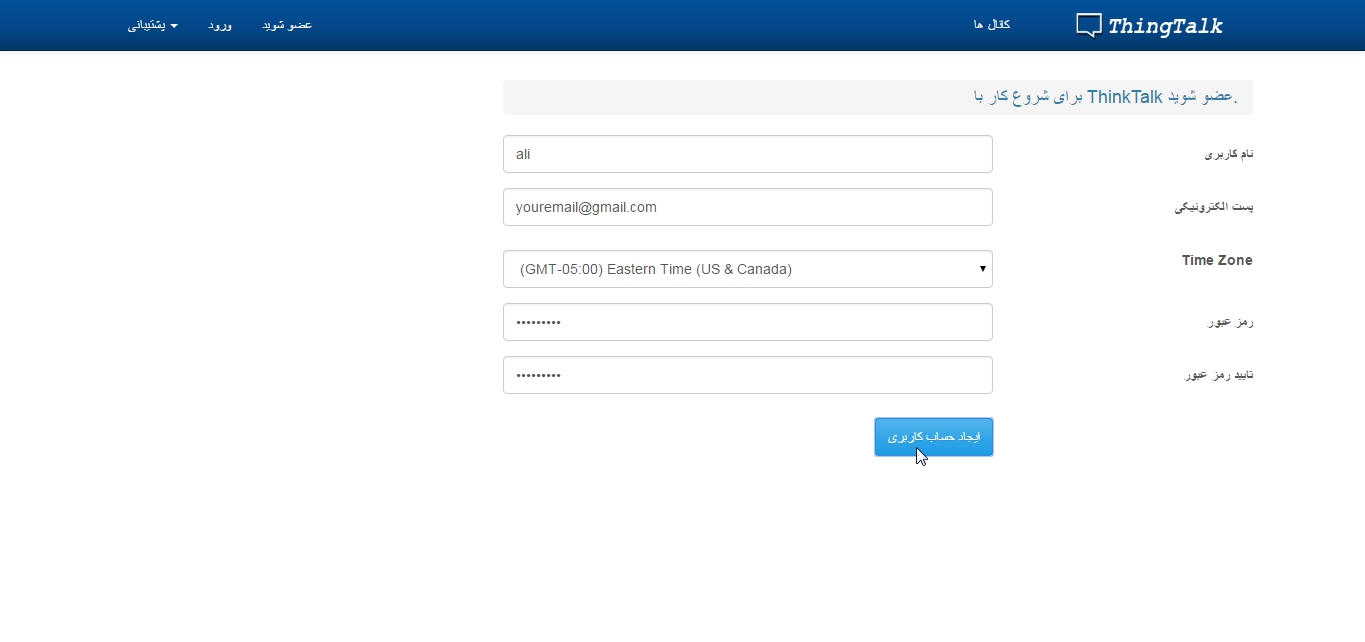 ThingTalk
کانال ها
عضو شوید
ورود
پشتیبانی
برای شروع کار با ThinkTalk عضو شوید.
نام کاربری
ali
پست الکترونیکی
youremail@gmail.com
Time Zone
(GMT-05:00) Eastern Time (US & Canada)
رمز عبور
•••••••••
تایید رمز عبور
•••••••••
ایجاد حساب کاربری